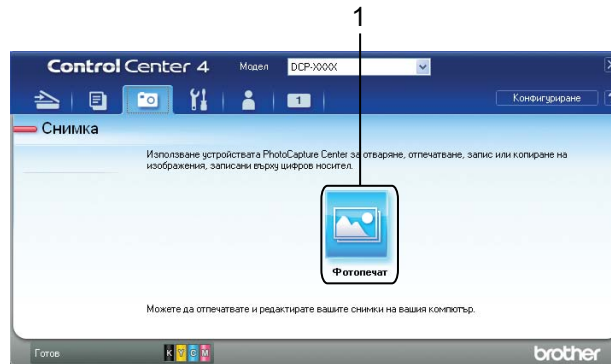 1
Control Center 4 Модел DCP-XXXX
1 Конфигуриране
Снимка
Използване устройствата PhotoCapture Center за отваряне, отпечатване, запис или копиране на
изображения, записани върху цифров носител.
Фотопечат
Можете да отпечатвате и редактирате вашите снимки на вашия компютър.
Готов K Y C M brother